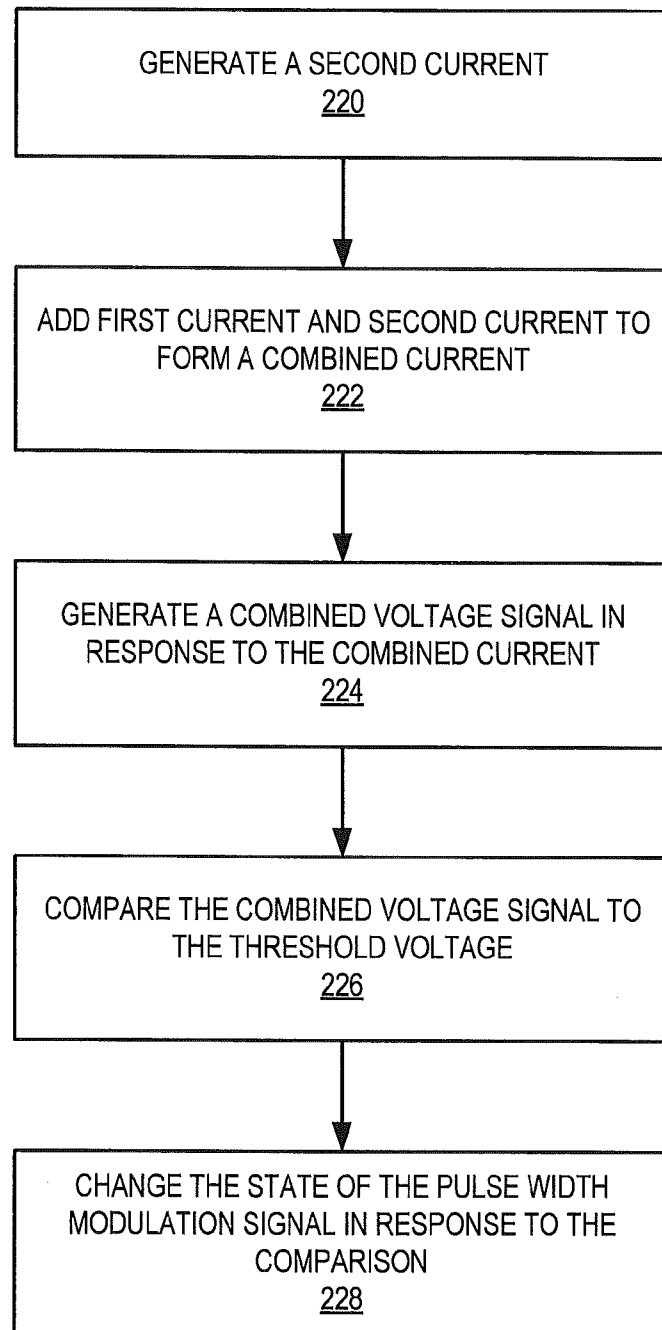 GENERATE A SECOND CURRENT
220
ADD FIRST CURRENT AND SECOND CURRENT TO
FORM A COMBINED CURRENT
222
GENERATE A COMBINED VOLTAGE SIGNAL IN
RESPONSE TO THE COMBINED CURRENT
224
COMPARE THE COMBINED VOLTAGE SIGNAL TO
THE THRESHOLD VOLTAGE
226
CHANGE THE STATE OF THE PULSE WIDTH
MODULATION SIGNAL IN RESPONSE TO THE
COMPARISON
228